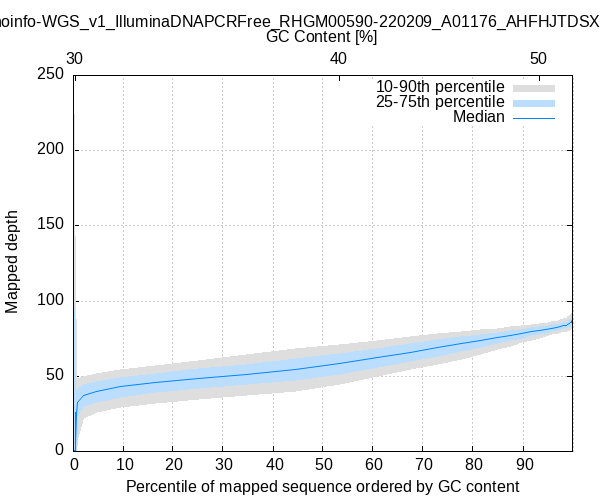 oinfo-WGS_v1_IlluminaDNAPCRFree_RHGM00590-220209_A01176_AHFHJTDSX
GC Content [%]
30 40 50
250
200
150
100
50
0
Mapped depth
10-90th percentile
25-75th percentile
Median
0 10 20 30 40 50 60 70 80 90
Percentile of mapped sequence ordered by GC content